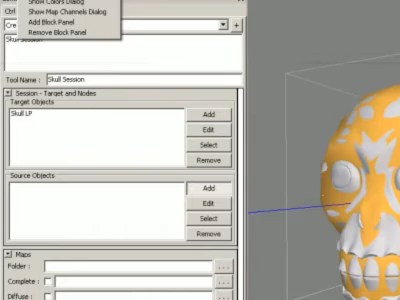 Show Colors Dialog
Show Map Channels Dialog
Add Block Panel
Remove Block Panel
Ctrl
Cre
+
Skull Session
Tool Name : Skull Session
Session - Target and Nodes
Target Objects
Skull LP
Add
Edit
Select
Remove
Source Objects
Add
Edit
Select
Remove
Maps
Folder :
...
Complete :
...
Diffuse :
...